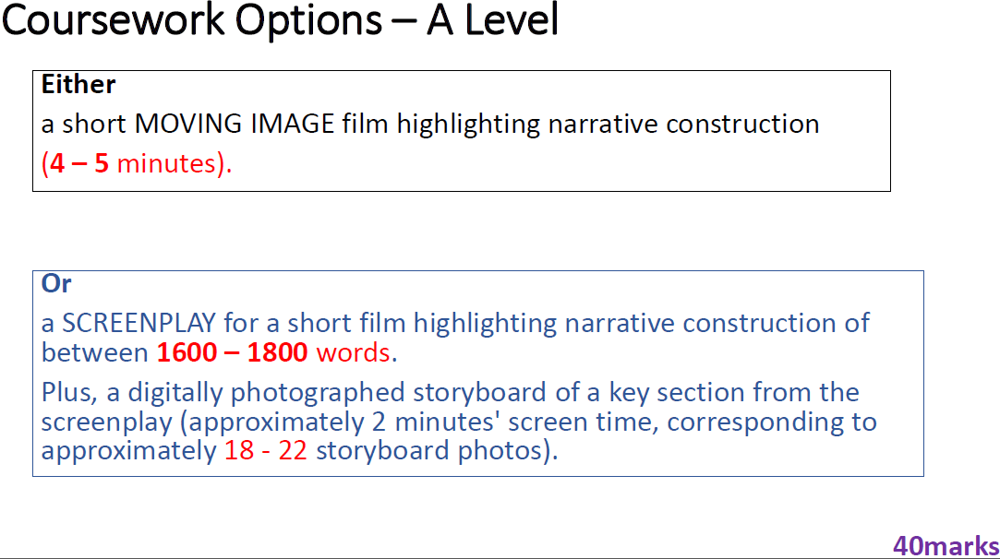 Coursework Options – A Level
Either
a short MOVING IMAGE film highlighting narrative construction
(4 – 5 minutes).
Or
a SCREENPLAY for a short film highlighting narrative construction of
between 1600 – 1800 words.
Plus, a digitally photographed storyboard of a key section from the
screenplay (approximately 2 minutes' screen time, corresponding to
approximately 18 - 22 storyboard photos).
40marks